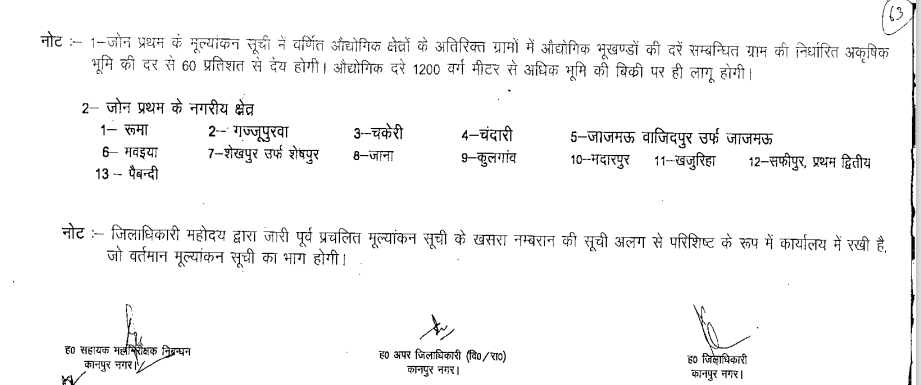 63
नोट :– 1–जोन प्रथम के मूल्यांकन सूची में वर्णित औद्योगिक क्षेत्रों के अतिरिक्त ग्रामों में औद्योगिक भूखण्डों की दरें सम्बन्धित ग्राम की निर्धारित अकृषिक
भूमि की दर से 60 प्रतिशत से देय होगी। औद्योगिक दरे 1200 वर्ग मीटर से अधिक भूमि की बिकी पर ही लागू होगी।
2– जोन प्रथम के नगरीय क्षेत्र
1– रूमा 2– गज्जूपुरवा 3–चकेरी 4–चंदारी 5–जाजमऊ वाजिदपुर उर्फ जाजमऊ
6– मवइया 7–शेखपुर उर्फ शेषपुर 8–जाना 9–कुलगांव 10–मदारपुर 11–खजुरिहा 12–सफीपुर, प्रथम द्वितीय
13 – पैबन्दी
नोट :– जिलाधिकारी महोदय द्वारा जारी पूर्व प्रचलित मूल्यांकन सूची के खसरा नम्बरान की सूची अलग से परिशिष्ट के रूप में कार्यालय में रखी है,
जो वर्तमान मूल्यांकन सूची का भाग होगी।
ह0 सहायक महानिरीक्षक निबन्धन ह0 अपर जिलाधिकारी (वि0/रा0) ह0 जिलाधिकारी
कानपुर नगर। कानपुर नगर। कानपुर नगर।